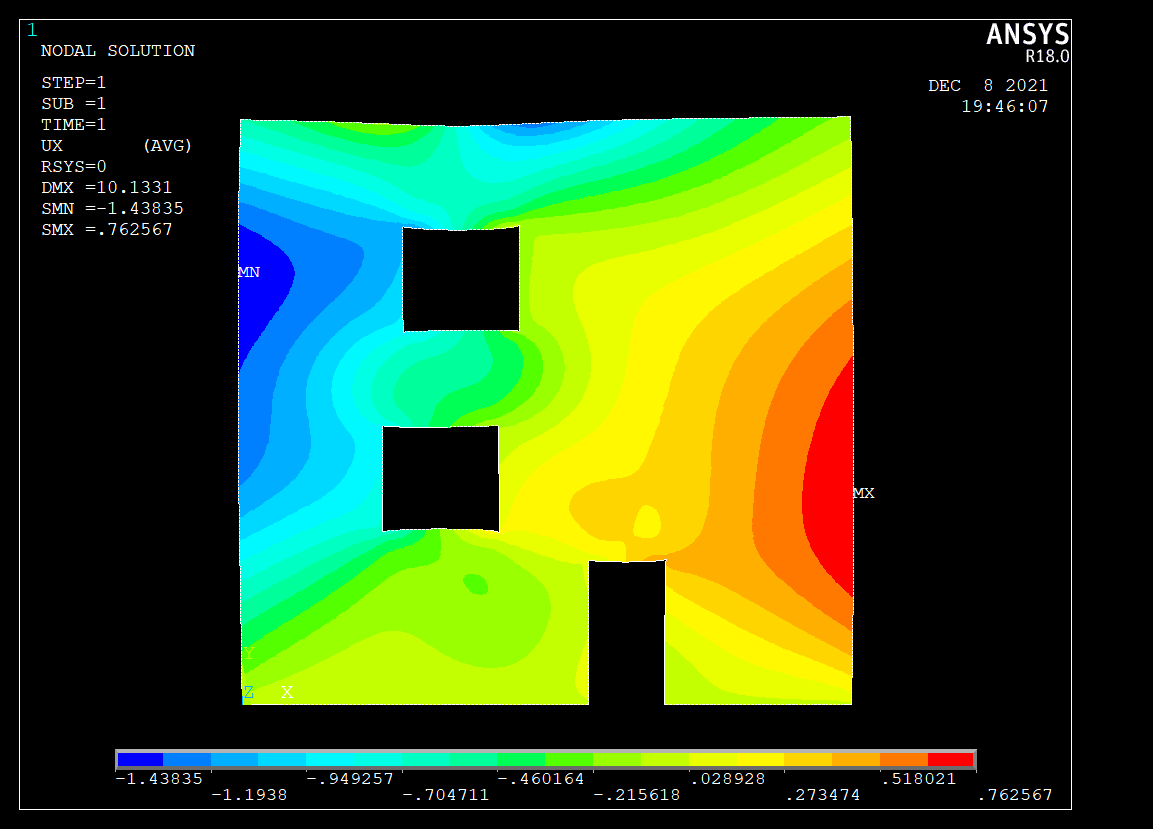 1
ANSYS
R18.0
NODAL SOLUTION
STEP=1
SUB =1
TIME=1
UX (AVG)
RSYS=0
DMX =10.1331
SMN =-1.43835
SMX =.762567
DEC 8 2021
19:46:07
MN
MX
Y
Z X
-1.43835 -.949257 -.460164 .028928 .518021
-1.1938 -.704711 -.215618 .273474 .762567